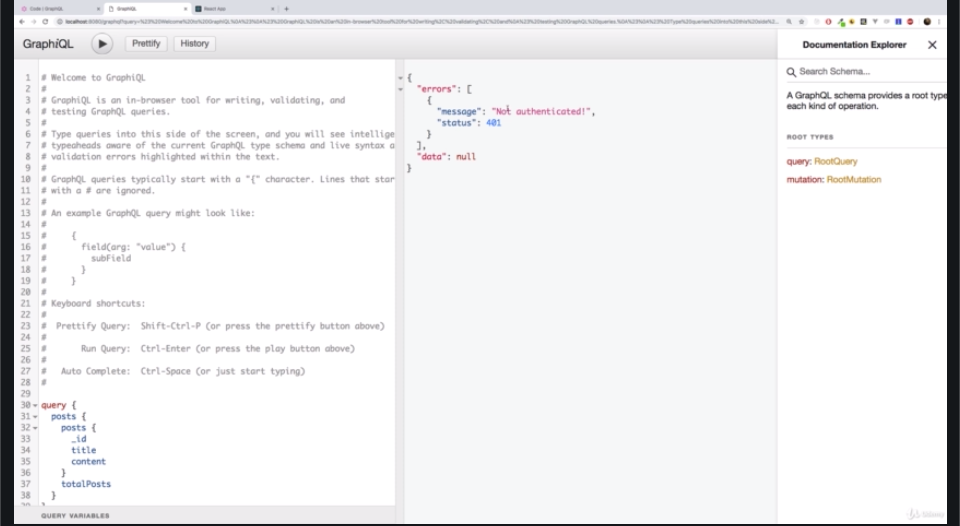 Code | GraphiQL
GraphiQL
React App
GraphiQL
Prettify
History
Documentation Explorer
1 # Welcome to GraphiQL
2 #
3 # GraphiQL is an in-browser tool for writing, validating, and
4 # testing GraphQL queries.
5 #
6 # Type queries into this side of the screen, and you will see intellige
7 # typeaheads aware of the current GraphQL type schema and live syntax a
8 # validation errors highlighted within the text.
9 #
10 # GraphQL queries typically start with a "{" character. Lines that star
11 # with a # are ignored.
12 #
13 # An example GraphQL query might look like:
14 #
15 # {
16 # field(arg: "value") {
17 # subField
18 # }
19 # }
20 #
21 # Keyboard shortcuts:
22 #
23 # Prettify Query: Shift-Ctrl-P (or press the prettify button above)
24 #
25 # Run Query: Ctrl-Enter (or press the play button above)
26 #
27 # Auto Complete: Ctrl-Space (or just start typing)
28 #
29
30 query {
31 posts {
32 posts {
33 _id
34 title
35 content
36 }
37 totalPosts
38 }
QUERY VARIABLES
{
"errors": [
{
"message": "Not authenticated!",
"status": 401
}
],
"data": null
}
Search Schema...
A GraphQL schema provides a root type
each kind of operation.
ROOT TYPES
query: RootQuery
mutation: RootMutation
Udemy